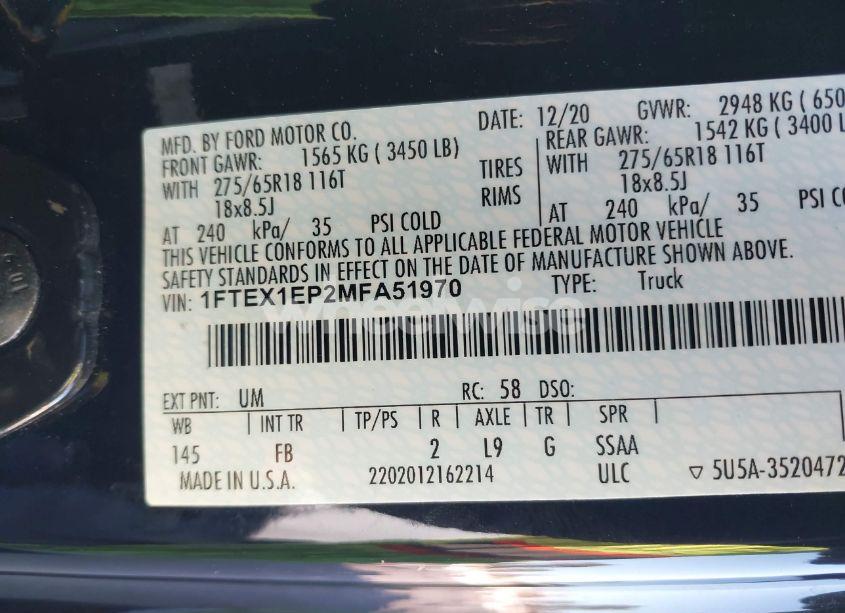 MFD. BY FORD MOTOR CO.
DATE: 12/20 GVWR: 2948 KG ( 650
FRONT GAWR: 1565 KG ( 3450 LB)
REAR GAWR: 1542 KG ( 3400 L
WITH 275/65R18 116T TIRES WITH 275/65R18 116T
18x8.5J RIMS 18x8.5J
AT 240 kPa/ 35 PSI COLD AT 240 kPa/ 35 PSI CO
THIS VEHICLE CONFORMS TO ALL APPLICABLE FEDERAL MOTOR VEHICLE
SAFETY STANDARDS IN EFFECT ON THE DATE OF MANUFACTURE SHOWN ABOVE.
VIN: 1FTEX1EP2MFA51970 TYPE: Truck
wheelwise
EXT PNT: UM RC: 58 DSO:
WB INT TR TP/PS R AXLE TR SPR
145 FB 2 L9 G SSAA
MADE IN U.S.A. 2202012162214 ULC ▽ 5U5A-3520472